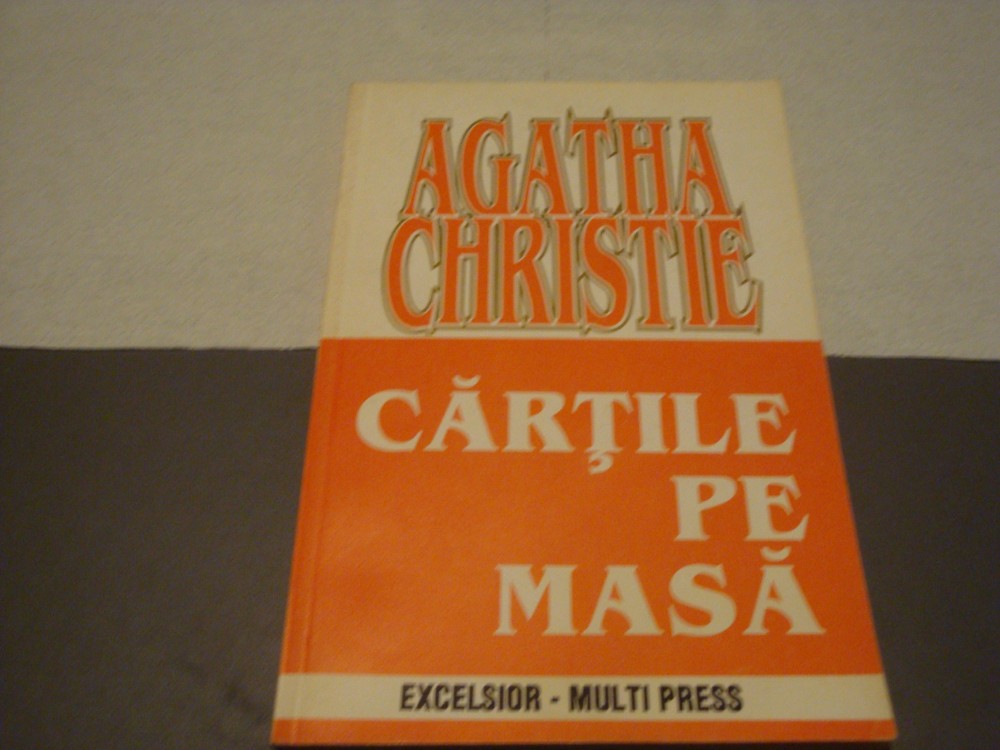 AGATHA
CHRISTIE
CĂRŢILE
PE
MASĂ
EXCELSIOR - MULTI PRESS